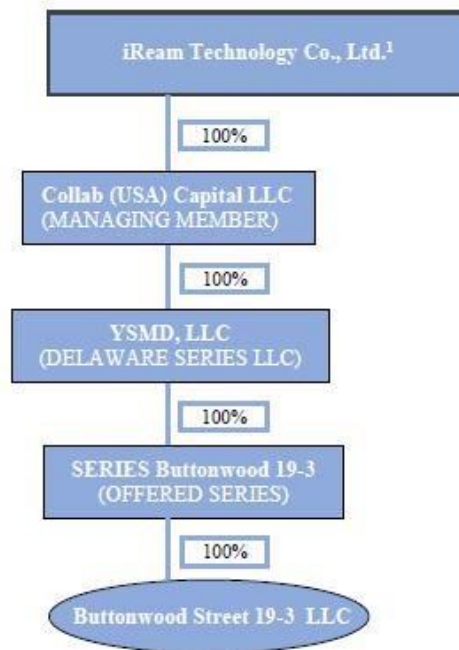 iReam Technology Co., Ltd.¹
100%
Collab (USA) Capital LLC
(MANAGING MEMBER)
100%
YSMD, LLC
(DELAWARE SERIES LLC)
100%
SERIES Buttonwood 19-3
(OFFERED SERIES)
100%
Buttonwood Street 19-3 LLC